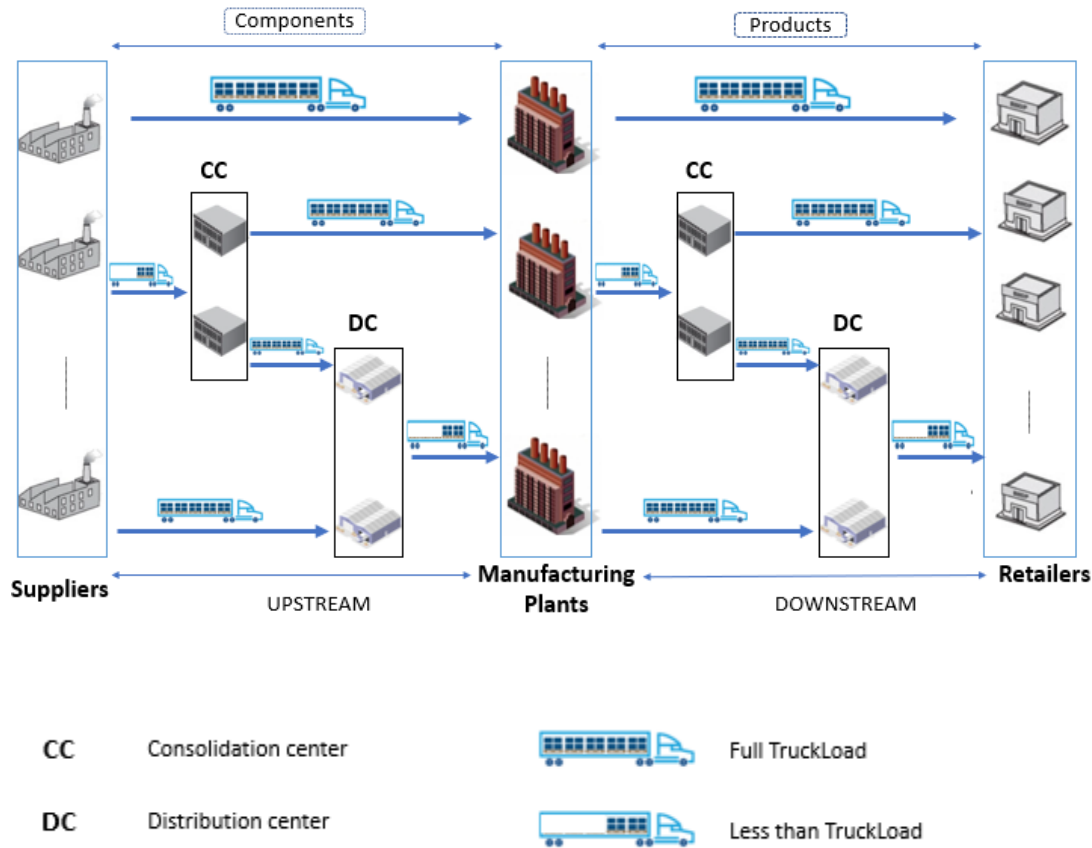 Components
Products
CC
CC
DC
DC
Suppliers
Manufacturing
Plants
Retailers
UPSTREAM
DOWNSTREAM
CC
Consolidation center
Full TruckLoad
DC
Distribution center
Less than TruckLoad